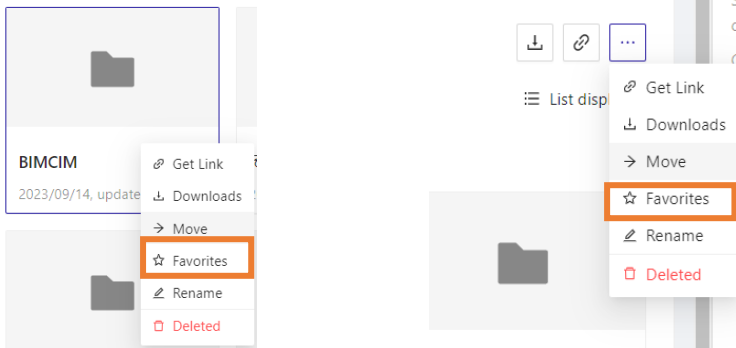 BIMCIM
2023/09/14, update
Get Link
Downloads
Move
Favorites
Rename
Deleted
List disp
Get Link
Downloads
Move
Favorites
Rename
Deleted